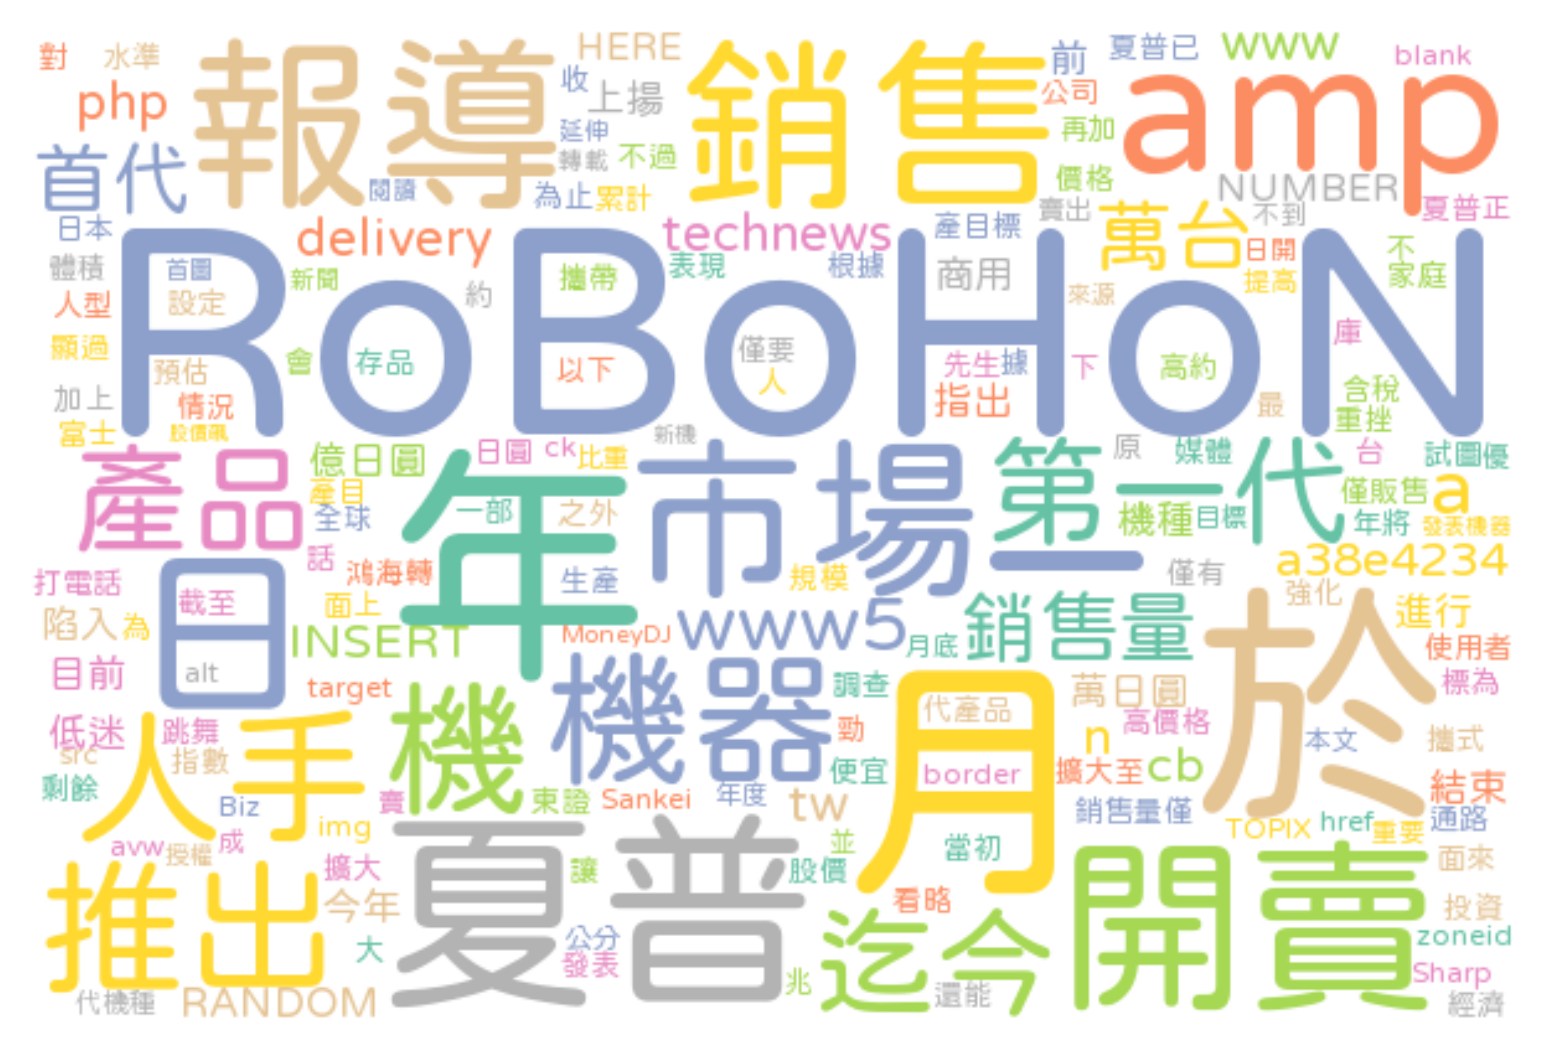 對 水準 報導 HERE 收 上揚 銷售 前 夏普已 www blank
php 公司 amp
首代 延伸 再加
轉載 不過 價格 NUMBER
閱讀 為止 累計 賣出 不到 夏普正
日本 delivery technews 產目標 萬台 日開 不
體積 首圖 新聞 攜帶 表現 根據 商用 提高 家庭
人型 設定 約 來源
RoBoHoN
顯過 預估 會 存品 以下 僅要 先生 據 下 高約 庫
加上 情況 人 指出 最 含稅
富士 股價飆 新機 重挫
產品 億日圓 日圓 ck 比重 市場 第一代 原 媒體 台 試圖優
產目 年 一部 之外 機種 目標 僅販售 a
全球 年將 發表機器
話 鴻海轉 一 a38e4234
打電話 日 截至 面上 生產 規模 僅有 強化
陷入 為 INSERT MoneyDJ www5 月底 銷售量 於 進行
目前 alt target 機 機器 調查 月 代產品 萬日圓 使用者
標為
低迷 人手 跳舞 勁 n 高價格 本文 攜式
src 指數 便宜 border 擴大至 cb
剩餘 Biz 賣 東證 Sankei 年度 tw 銷售量僅 結束
img TOPIX href 重要 通路
avw 授權 成 夏普 並 當初 開賣 面來
推出 擴大 讓 股價
今年 看略 投資
大 公分 迄今 zoneid
發表 兆 Sharp
代機種 RANDOM 還能 經濟